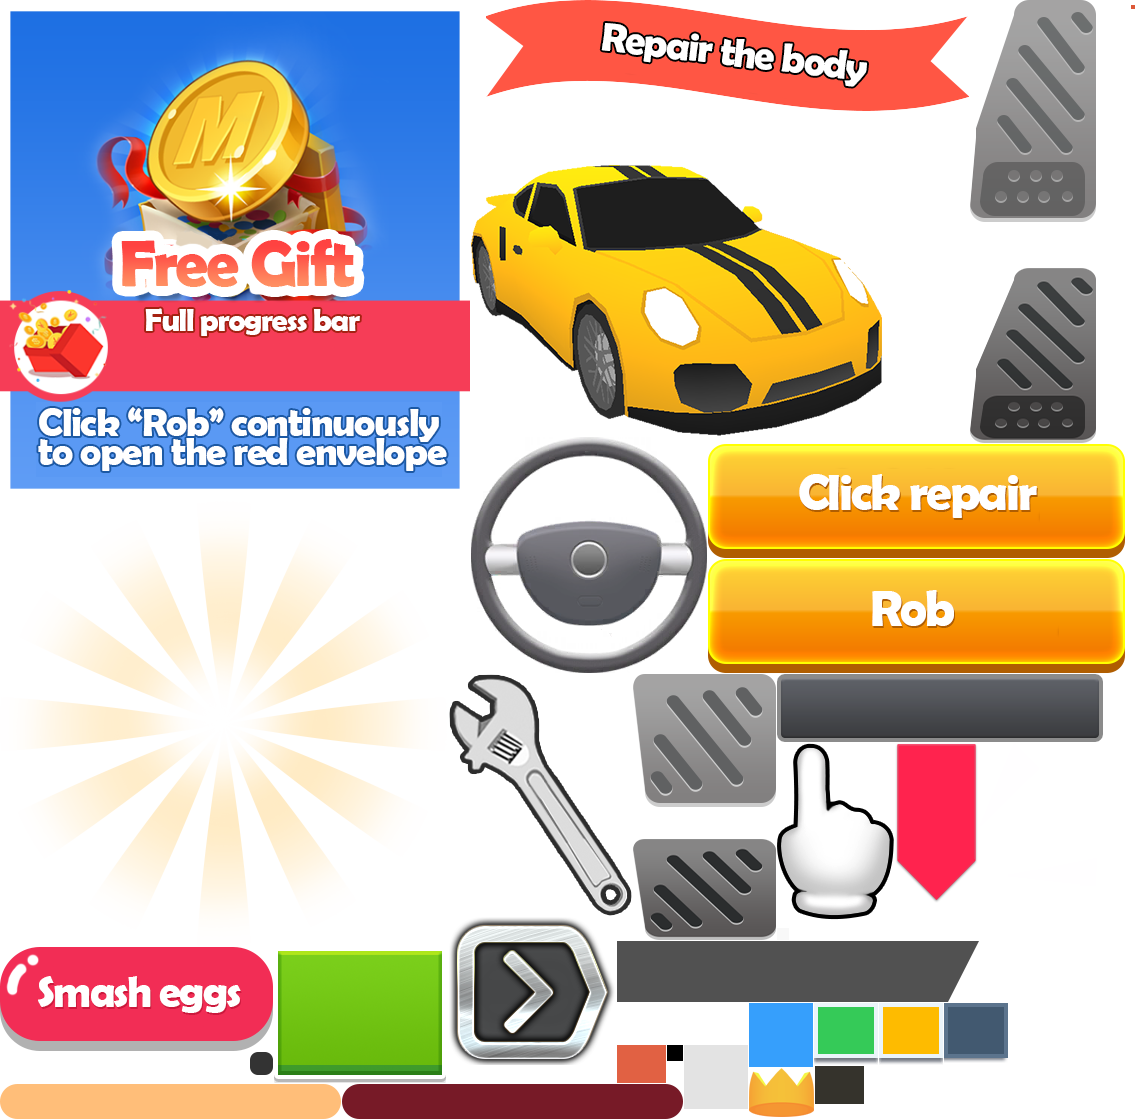 Repair the body
M
Free Gift
Full progress bar
Click “Rob” continuously
to open the red envelope
Click repair
Rob
Smash eggs